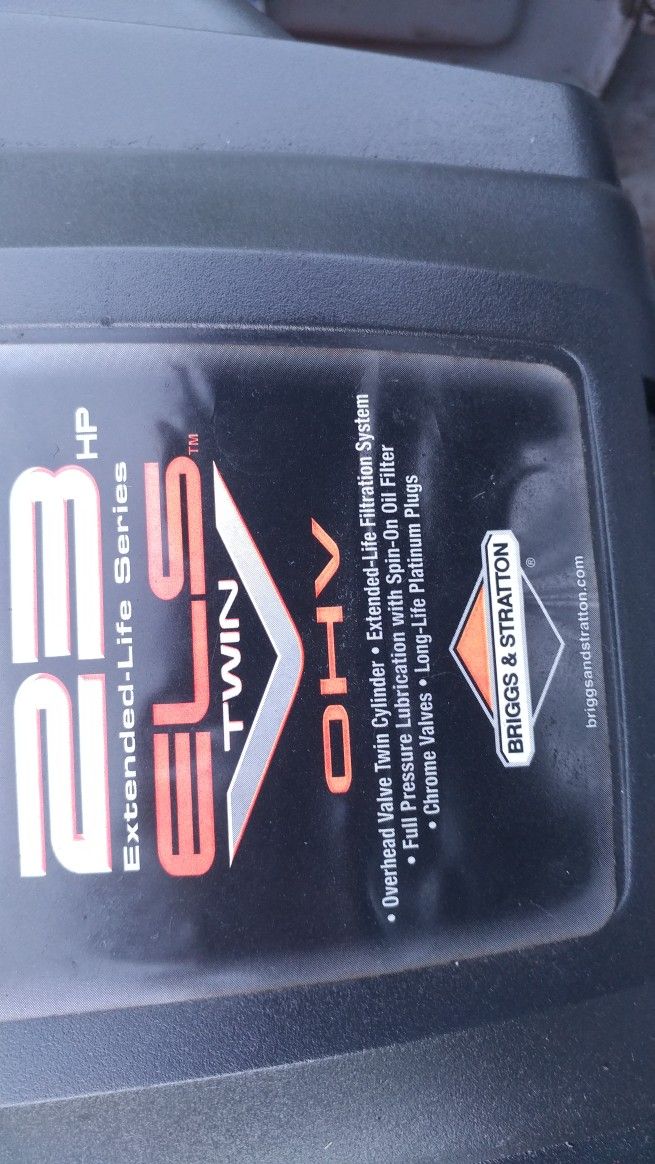 23 HP
Extended-Life Series
ELS™
TWIN
OHV
• Overhead Valve Twin Cylinder • Extended-Life Filtration System
• Full Pressure Lubrication with Spin-On Oil Filter
• Chrome Valves • Long-Life Platinum Plugs
BRIGGS & STRATTON®
briggsandstratton.com